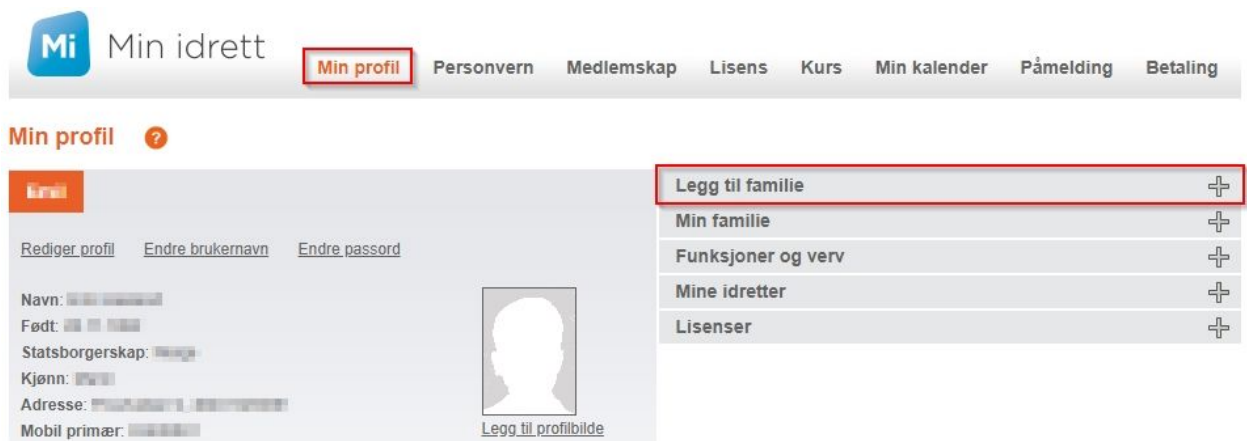 Mi Min idrett
Min profil Personvern Medlemskap Lisens Kurs Min kalender Påmelding Betaling
Min profil ?
Rediger profil Endre brukernavn Endre passord
Navn:
Født:
Statsborgerskap:
Kjønn:
Adresse:
Mobil primær:
Legg til profilbilde
Legg til familie
Min familie
Funksjoner og verv
Mine idretter
Lisenser